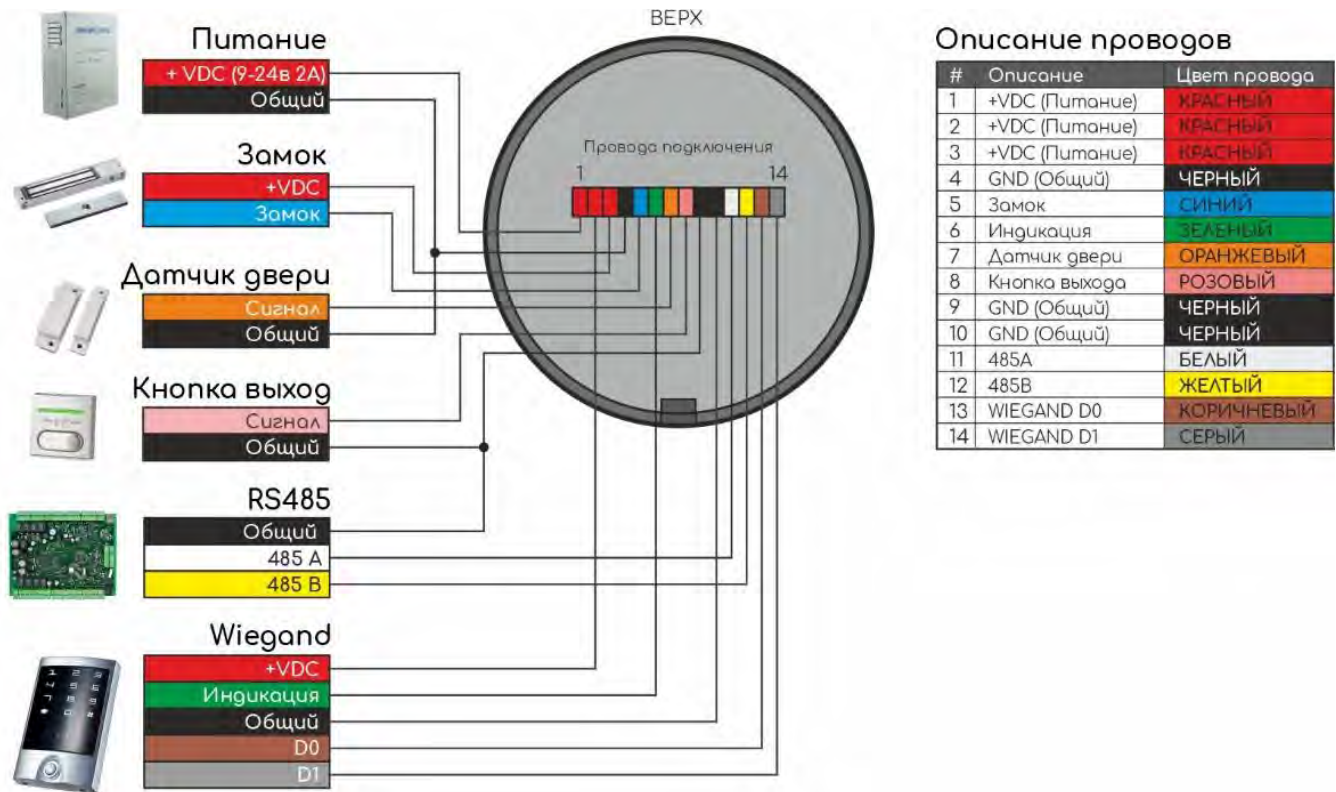 ВЕРХ
Питание
+ VDC (9-24в 2А)
Общий
Замок
+VDC
Замок
Датчик двери
Сигнал
Общий
Кнопка выход
Сигнал
Общий
RS485
Общий
485 A
485 B
Wiegand
+VDC
Индикация
Общий
D0
D1
Провода подключения
1 14
Описание проводов
# Описание Цвет провода
1 +VDC (Питание) КРАСНЫЙ
2 +VDC (Питание) КРАСНЫЙ
3 +VDC (Питание) КРАСНЫЙ
4 GND (Общий) ЧЕРНЫЙ
5 Замок СИНИЙ
6 Индикация ЗЕЛЕНЫЙ
7 Датчик двери ОРАНЖЕВЫЙ
8 Кнопка выхода РОЗОВЫЙ
9 GND (Общий) ЧЕРНЫЙ
10 GND (Общий) ЧЕРНЫЙ
11 485A БЕЛЫЙ
12 485B ЖЕЛТЫЙ
13 WIEGAND D0 КОРИЧНЕВЫЙ
14 WIEGAND D1 СЕРЫЙ